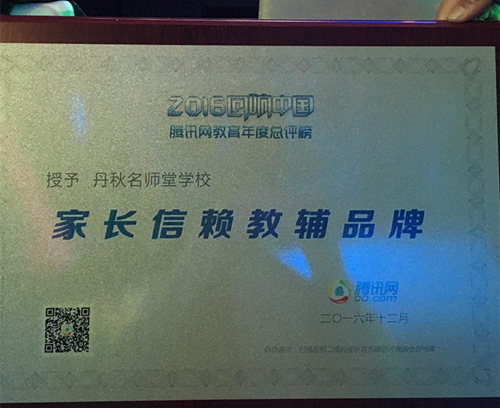 2016回响中国
腾讯网教育年度总评榜
授予 丹秋名师堂学校
家长信赖教辅品牌
腾讯网
QQ.com
二〇一六年十二月